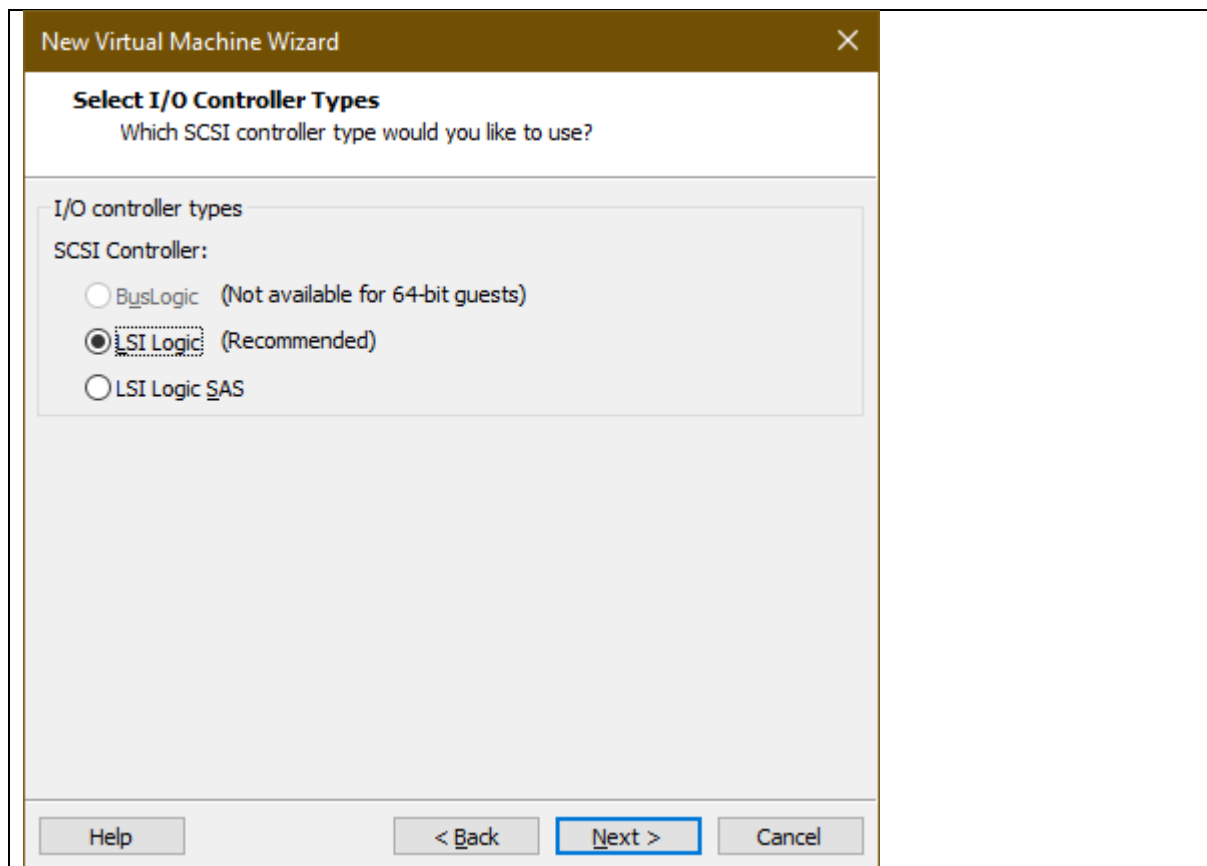 New Virtual Machine Wizard
Select I/O Controller Types
Which SCSI controller type would you like to use?
I/O controller types
SCSI Controller:
BusLogic (Not available for 64-bit guests)
LSI Logic (Recommended)
LSI Logic SAS
Help < Back Next > Cancel